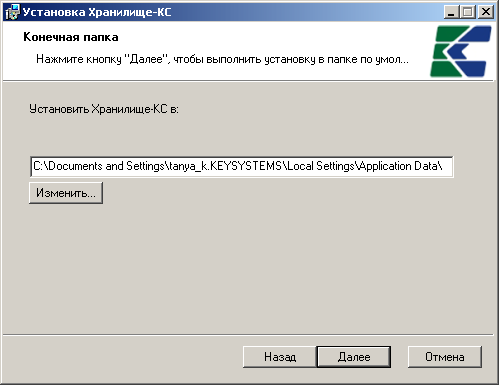 Установка Хранилище-КС
Конечная папка
Нажмите кнопку "Далее", чтобы выполнить установку в папке по умол...
Установить Хранилище-КС в:
C:\Documents and Settings\tanya_k.KEYSYSTEMS\Local Settings\Application Data\
Изменить...
Назад
Далее
Отмена